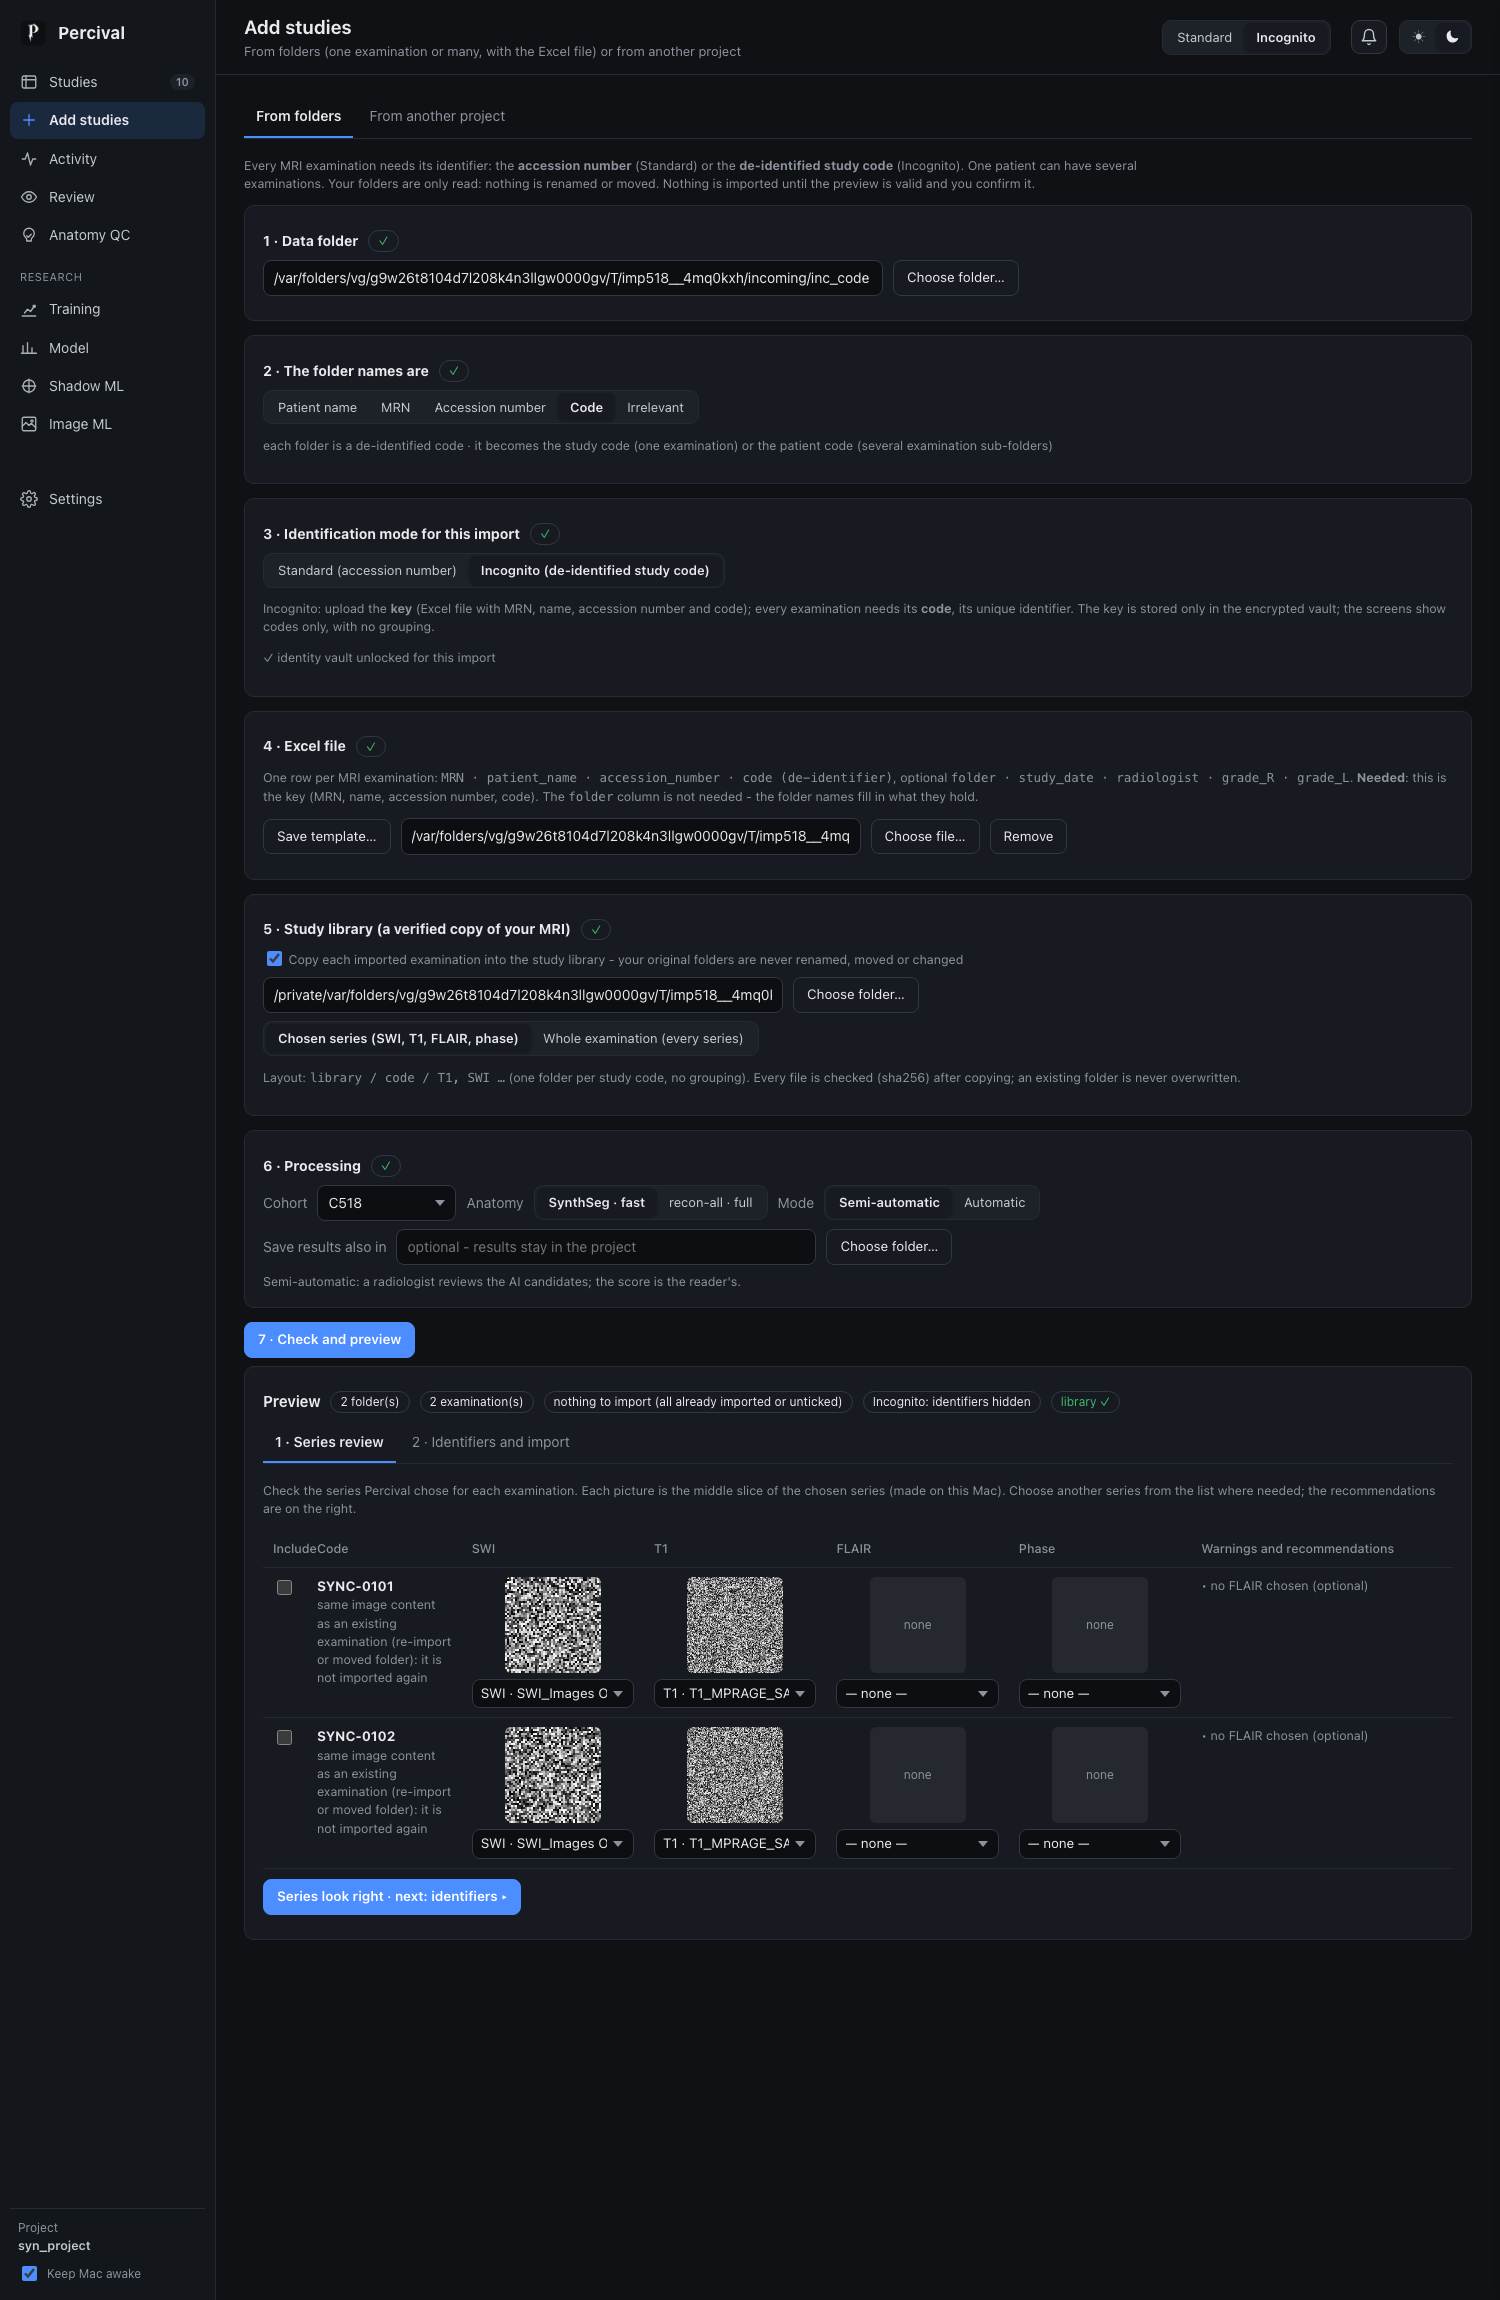 Percival
Studies 10
Add studies
Activity
Review
Anatomy QC
RESEARCH
Training
Model
Shadow ML
Image ML
Settings
Project
syn_project
Keep Mac awake
Add studies
From folders (one examination or many, with the Excel file) or from another project
Standard Incognito
From folders From another project
Every MRI examination needs its identifier: the accession number (Standard) or the de-identified study code (Incognito). One patient can have several
examinations. Your folders are only read: nothing is renamed or moved. Nothing is imported until the preview is valid and you confirm it.
1 · Data folder ✓
/var/folders/vg/g9w26t8104d7l208k4n3llgw0000gv/T/imp518__4mq0kxh/incoming/inc_code Choose folder…
2 · The folder names are ✓
Patient name MRN Accession number Code Irrelevant
each folder is a de-identified code · it becomes the study code (one examination) or the patient code (several examination sub-folders)
3 · Identification mode for this import ✓
Standard (accession number) Incognito (de-identified study code)
Incognito: upload the key (Excel file with MRN, name, accession number and code); every examination needs its code, its unique identifier. The key is stored only in the encrypted vault; the screens show
codes only, with no grouping.
✓ identity vault unlocked for this import
4 · Excel file ✓
One row per MRI examination: MRN · patient_name · accession_number · code (de-identifier), optional folder · study_date · radiologist · grade_R · grade_L. Needed: this is
the key (MRN, name, accession number, code). The folder column is not needed - the folder names fill in what they hold.
Save template… /var/folders/vg/g9w26t8104d7l208k4n3llgw0000gv/T/imp518__4mq Choose file… Remove
5 · Study library (a verified copy of your MRI) ✓
Copy each imported examination into the study library - your original folders are never renamed, moved or changed
/private/var/folders/vg/g9w26t8104d7l208k4n3llgw0000gv/T/imp518__4mq0l Choose folder…
Chosen series (SWI, T1, FLAIR, phase) Whole examination (every series)
Layout: library / code / T1, SWI … (one folder per study code, no grouping). Every file is checked (sha256) after copying; an existing folder is never overwritten.
6 · Processing ✓
Cohort C518 Anatomy SynthSeg · fast recon-all · full Mode Semi-automatic Automatic
Save results also in optional - results stay in the project Choose folder…
Semi-automatic: a radiologist reviews the AI candidates; the score is the reader's.
7 · Check and preview
Preview 2 folder(s) 2 examination(s) nothing to import (all already imported or unticked) Incognito: identifiers hidden library ✓
1 · Series review 2 · Identifiers and import
Check the series Percival chose for each examination. Each picture is the middle slice of the chosen series (made on this Mac). Choose another series from the list where needed; the recommendations
are on the right.
Include Code SWI T1 FLAIR Phase Warnings and recommendations
SYNC-0101
same image content
as an existing
examination (re-import
or moved folder): it is
not imported again
none none
• no FLAIR chosen (optional)
SWI · SWI_Images O T1 · T1_MPRAGE_SA — none — — none —
SYNC-0102
same image content
as an existing
examination (re-import
or moved folder): it is
not imported again
none none
• no FLAIR chosen (optional)
SWI · SWI_Images O T1 · T1_MPRAGE_SA — none — — none —
Series look right · next: identifiers ▸